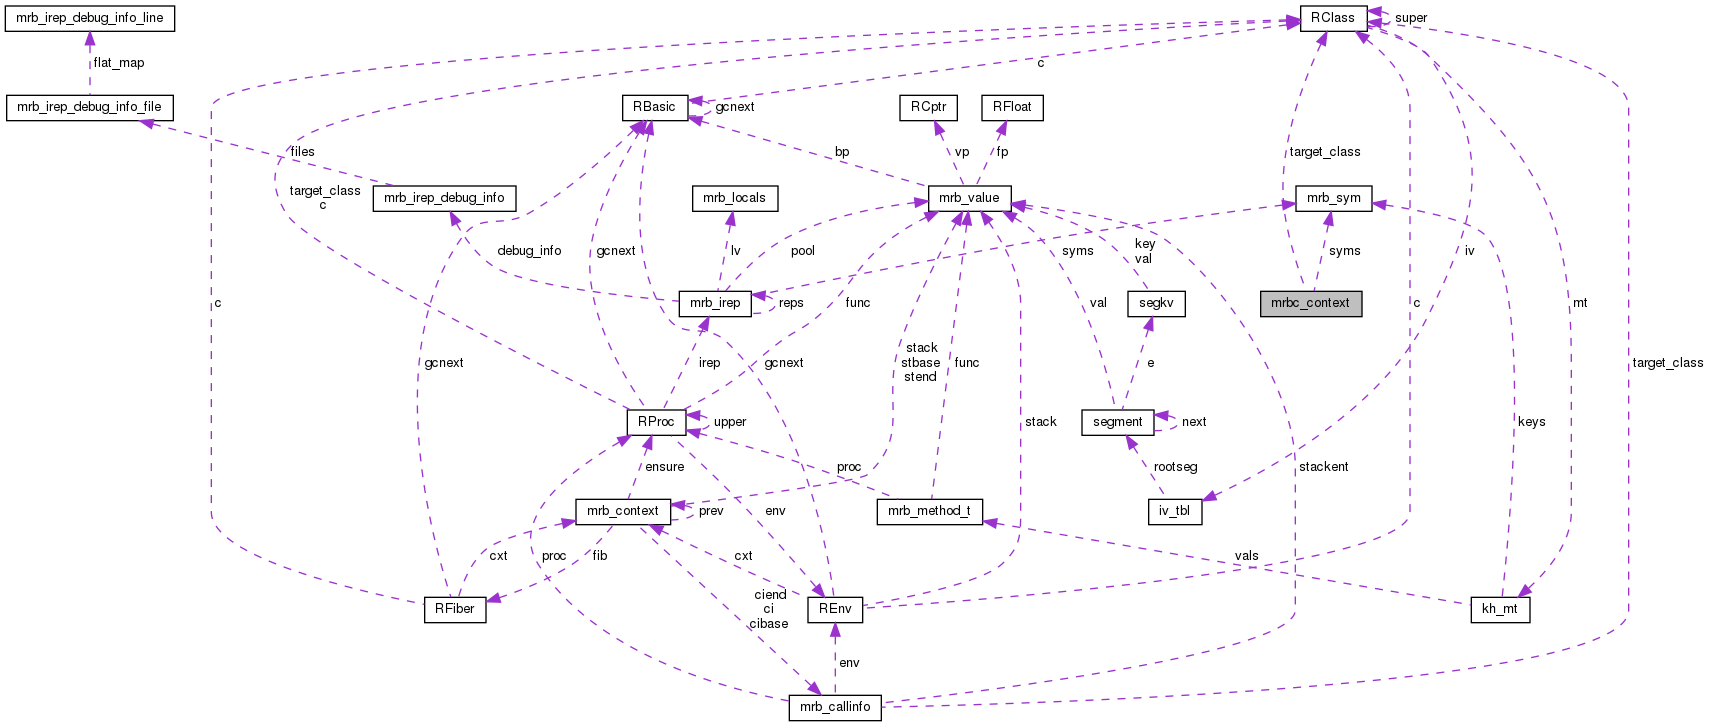 mrb_irep_debug_info_line
RClass
super
flat_map
c
mrb_irep_debug_info_file
RBasic
gcnext
RCptr
RFloat
files
bp
vp
fp
target_class
target_class
c
mrb_irep_debug_info
mrb_locals
mrb_value
mrb_sym
debug_info
gcnext
lv
pool
syms
key
val
syms
iv
mrb_irep
reps
c
func
val
segkv
mrbc_context
c
mt
gcnext
irep
gcnext
stack
stbase
stend
func
e
target_class
RProc
upper
stack
segment
next
keys
ensure
proc
rootseg
stackent
mrb_context
prev
env
mrb_method_t
iv_tbl
cxt
proc
fib
cxt
vals
RFiber
ciend
ci
cibase
REnv
kh_mt
env
mrb_callinfo